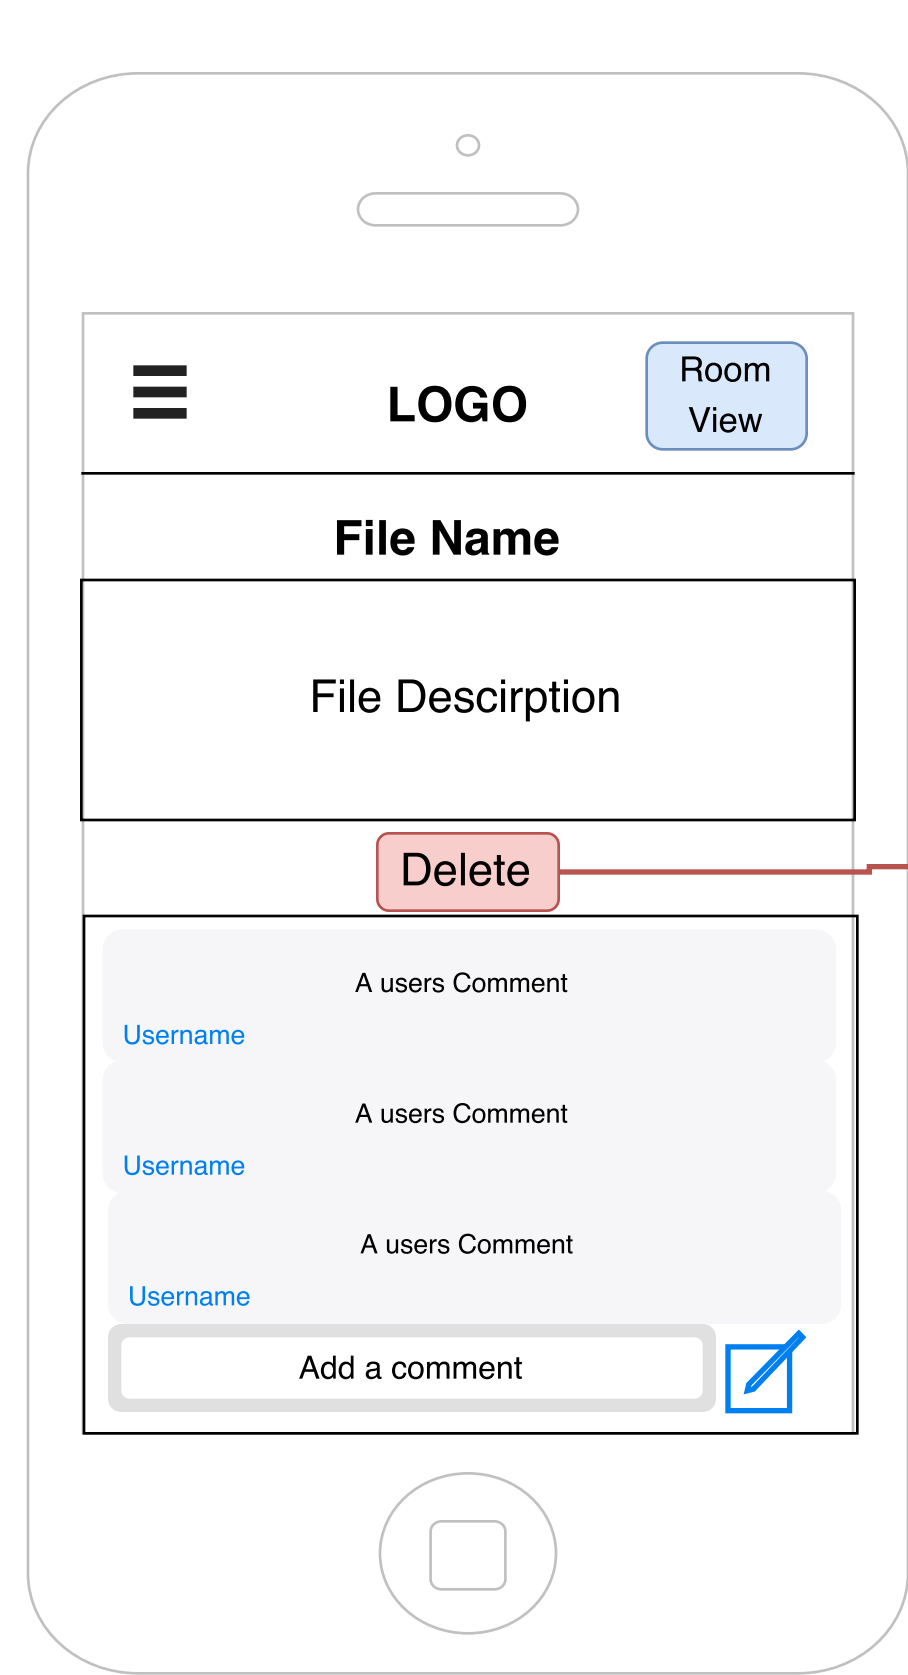 LOGO
Room
View
File Name
File Descirption
Delete
A users Comment
Username
A users Comment
Username
A users Comment
Username
Add a comment